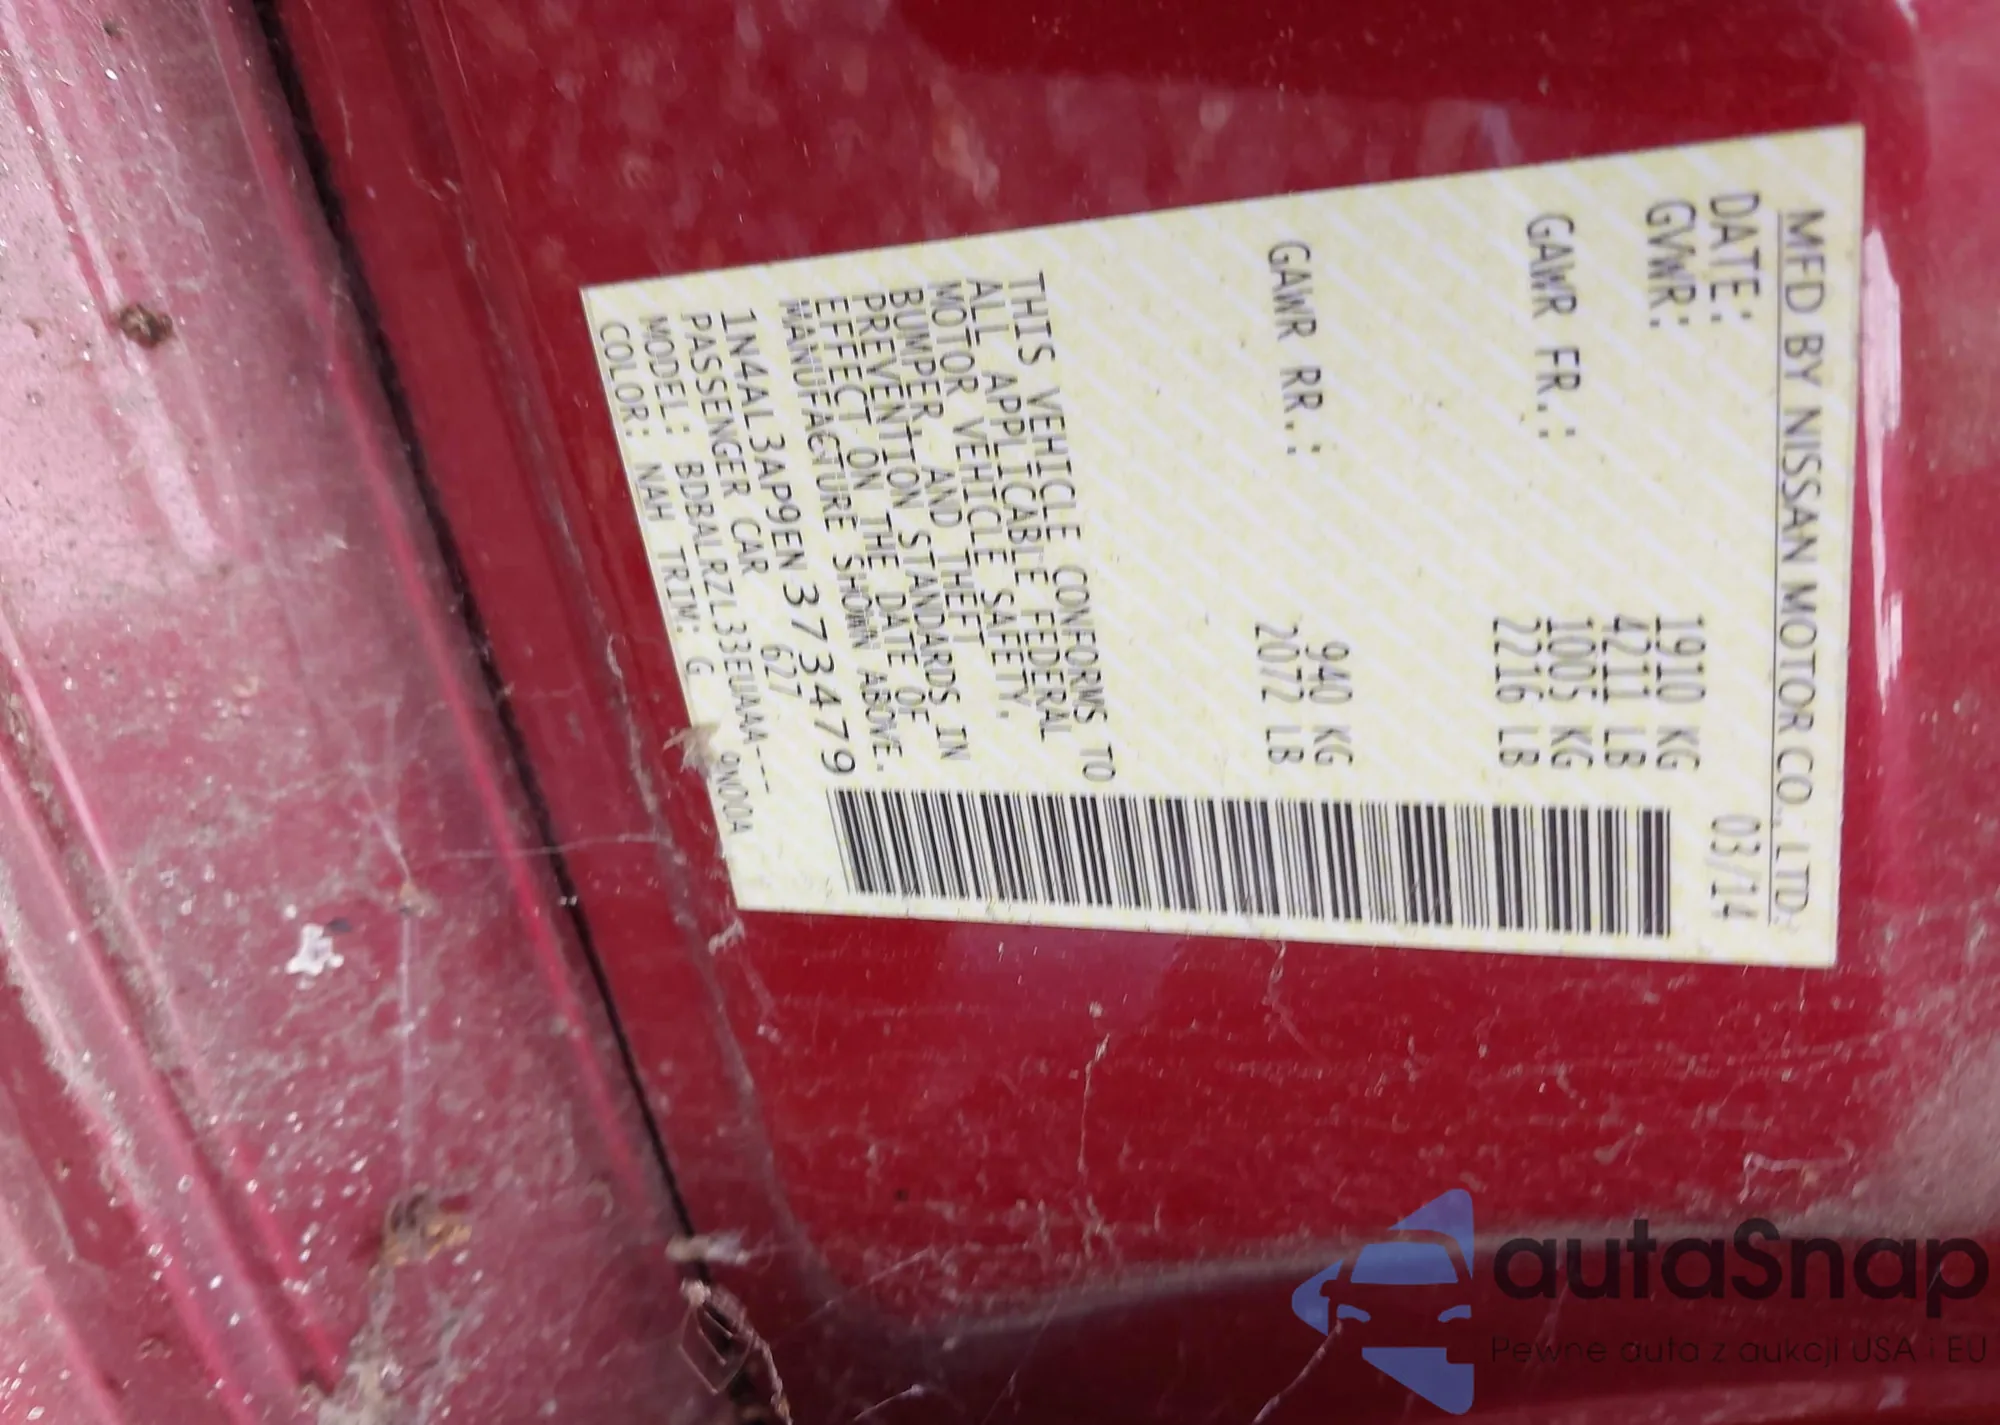 MFD BY NISSAN MOTOR CO., LTD.
DATE: 03/14
GVWR: 1910 KG
4211 LB
GAWR FR.: 1005 KG
2216 LB
GAWR RR.: 940 KG
2072 LB
THIS VEHICLE CONFORMS TO
ALL APPLICABLE FEDERAL
MOTOR VEHICLE SAFETY,
BUMPER, AND THEFT
PREVENTION STANDARDS IN
EFFECT ON THE DATE OF
MANUFACTURE SHOWN ABOVE.
1N4AL3AP9EN373479
PASSENGER CAR 627
MODEL: BDBALRZL33EUAAA----
COLOR: NAH TRIM: G 9N00A
autaSnap
Pewne auta z aukcji USA i EU